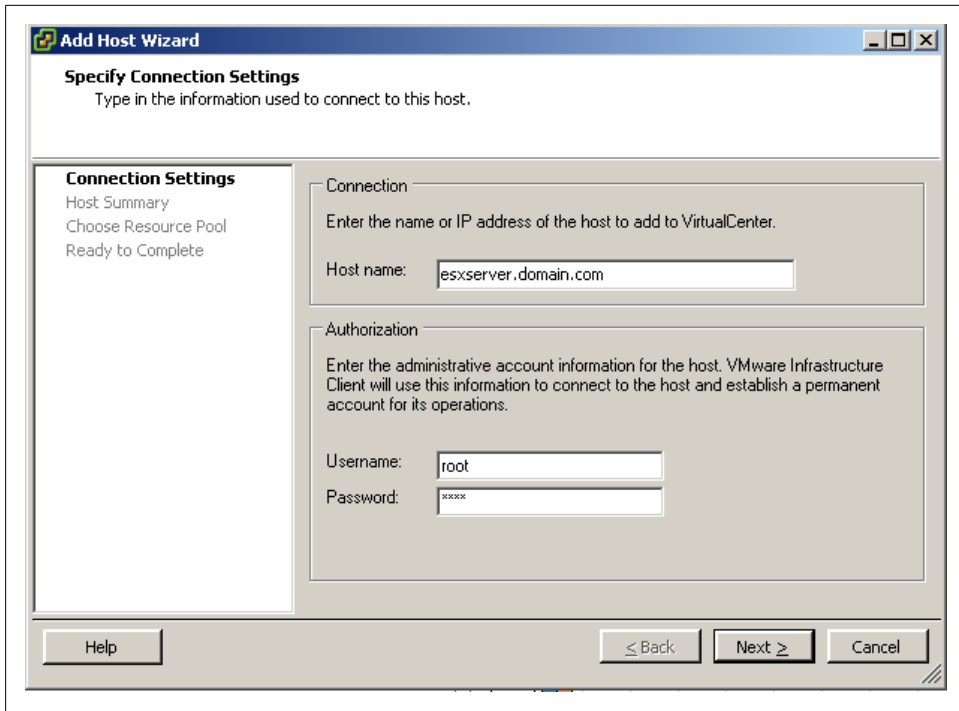 Add Host Wizard
Specify Connection Settings
Type in the information used to connect to this host.
Connection Settings
Host Summary
Choose Resource Pool
Ready to Complete
Connection
Enter the name or IP address of the host to add to VirtualCenter.
Host name:
esxserver.domain.com
Authorization
Enter the administrative account information for the host. VMware Infrastructure
Client will use this information to connect to the host and establish a permanent
account for its operations.
Username:
root
Password:
****
Help
< Back
Next >
Cancel